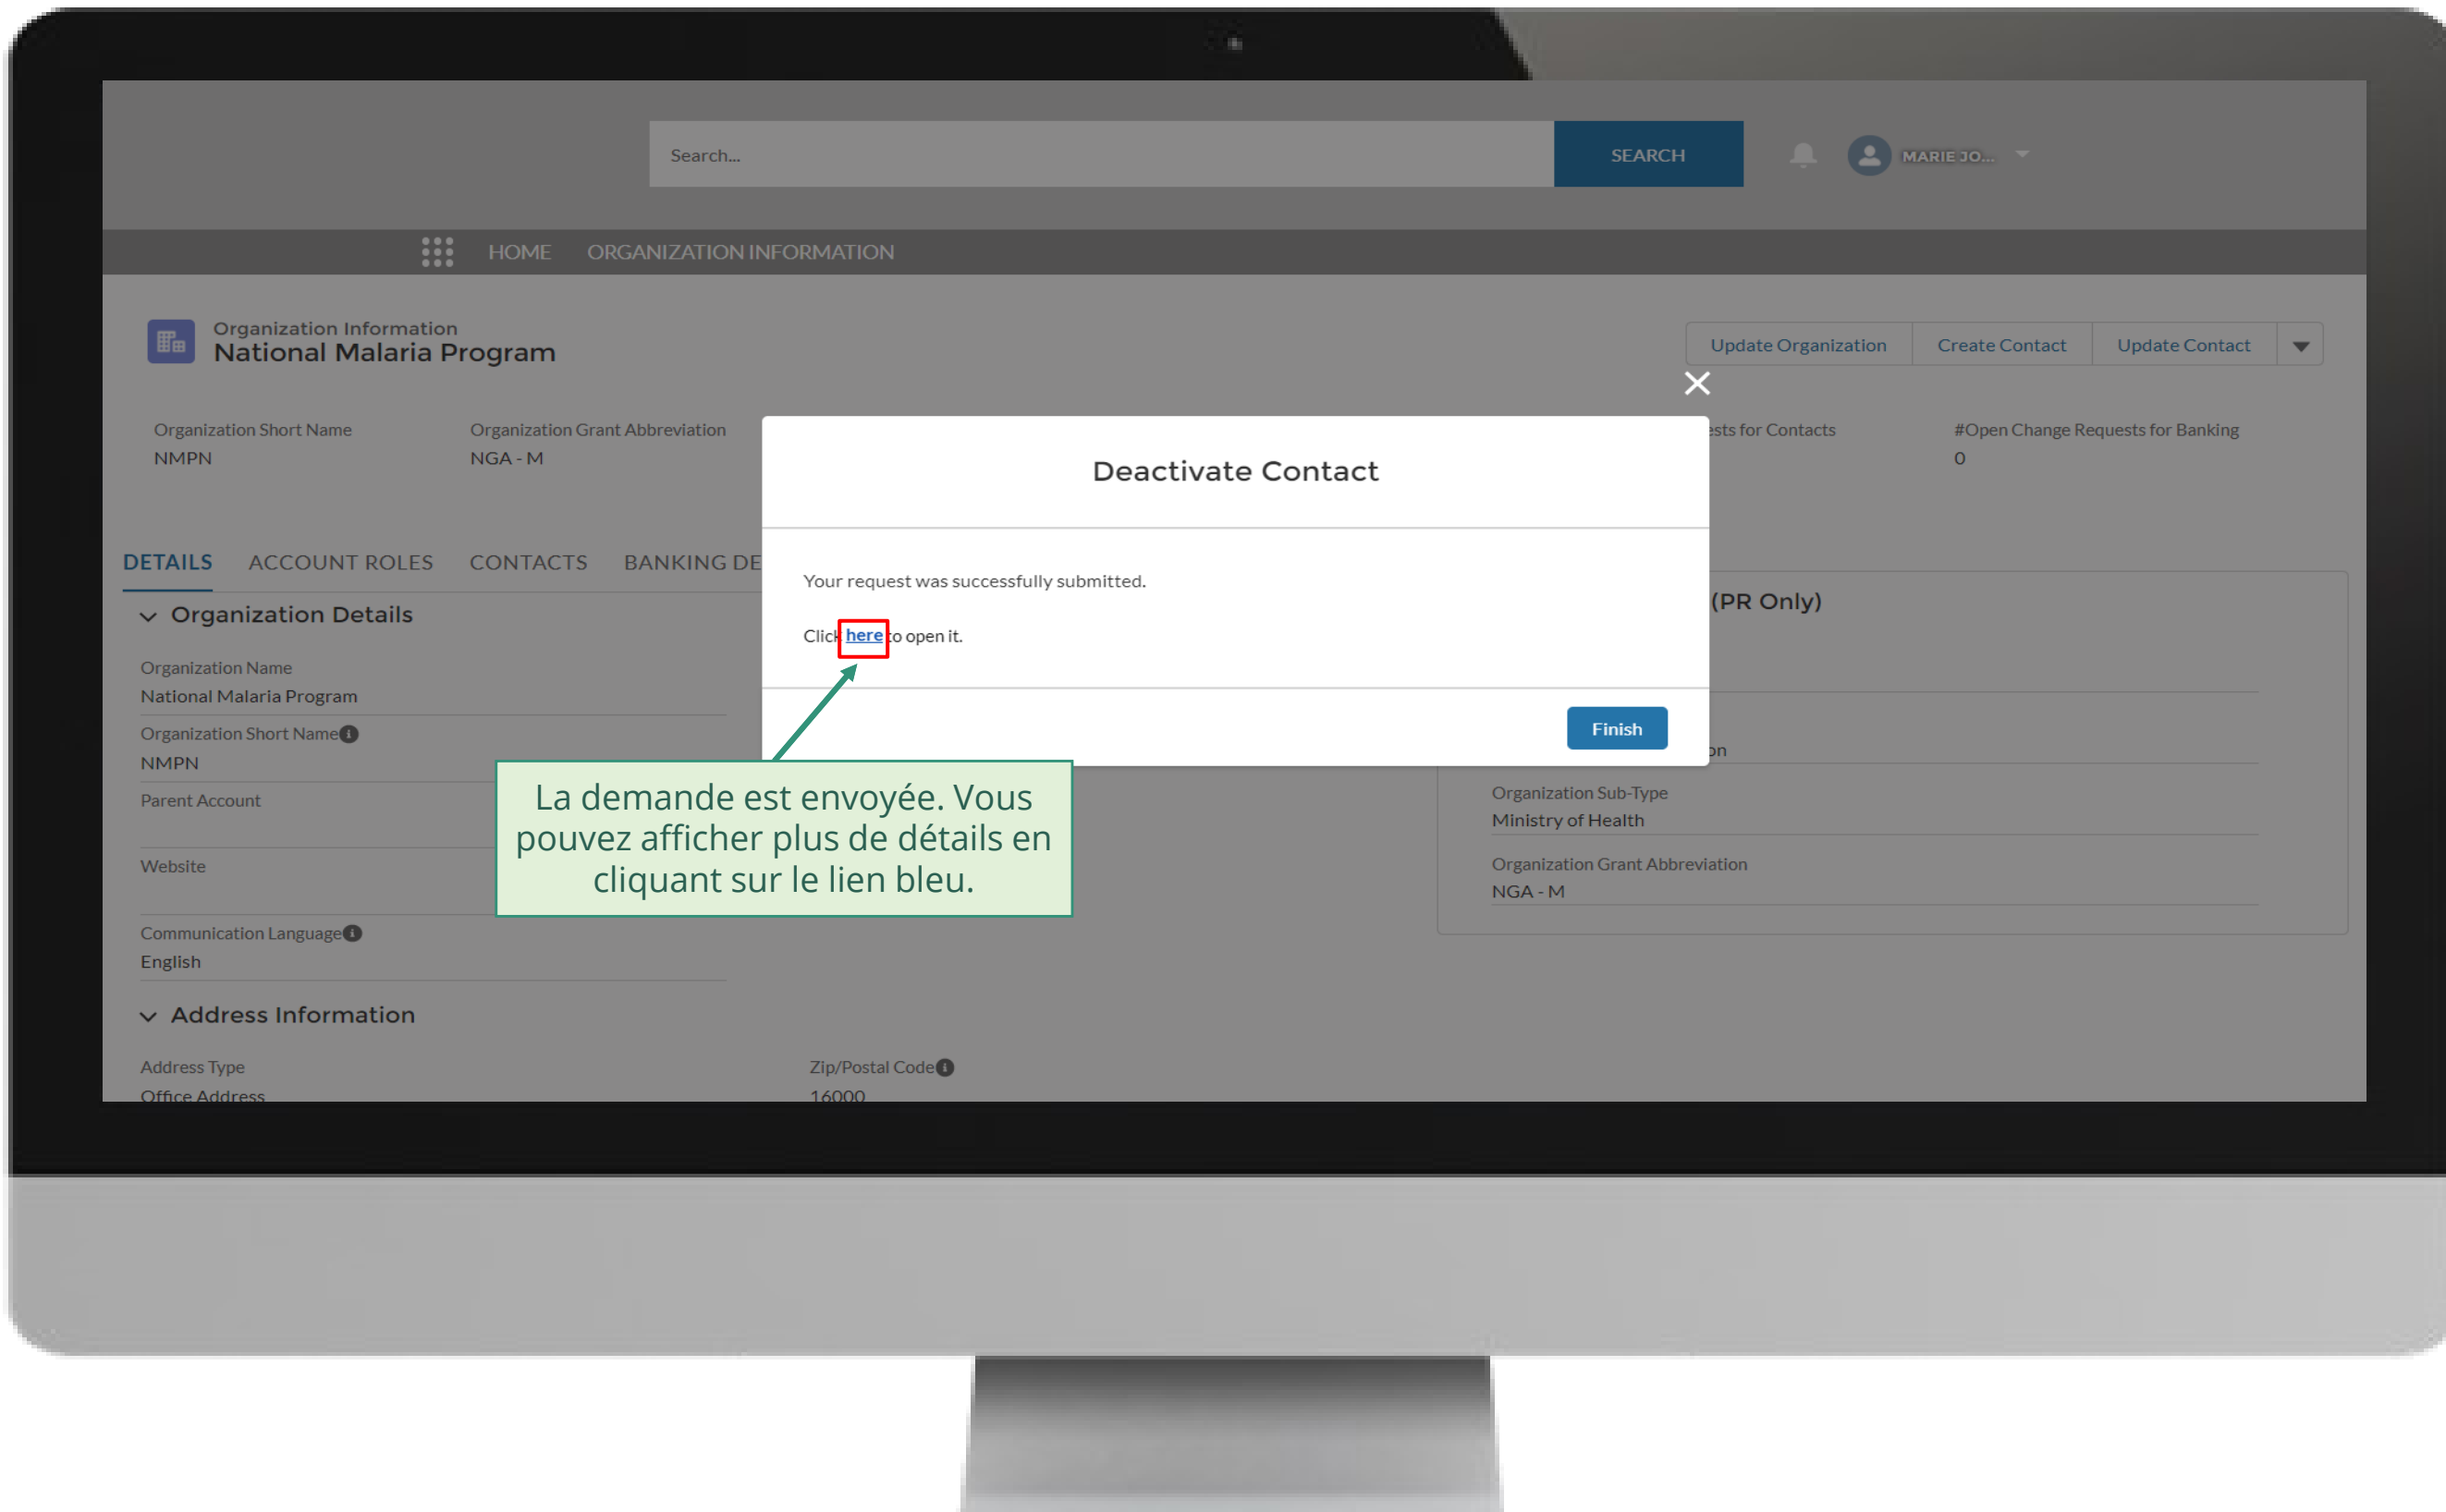 Search...
SEARCH
MARIE JO...
HOME ORGANIZATION INFORMATION
Organization Information
National Malaria Program
Update Organization Create Contact Update Contact
Organization Short Name Organization Grant Abbreviation ests for Contacts #Open Change Requests for Banking
NMPN NGA - M 0
Deactivate Contact
DETAILS ACCOUNT ROLES CONTACTS BANKING DE
Your request was successfully submitted.
Click here to open it.
Finish
Organization Details
Organization Name
National Malaria Program
Organization Short Name
NMPN
Parent Account
Website
Communication Language
English
La demande est envoyée. Vous
pouvez afficher plus de détails en
cliquant sur le lien bleu.
(PR Only)
on
Organization Sub-Type
Ministry of Health
Organization Grant Abbreviation
NGA - M
Address Information
Address Type Zip/Postal Code
Office Address 16000